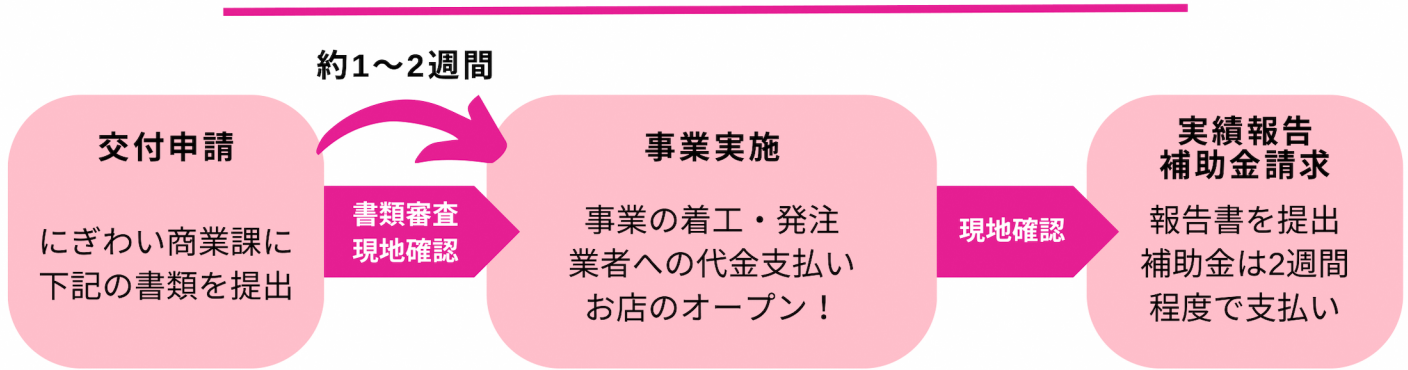 約1～2週間
交付申請
にぎわい商業課に
下記の書類を提出
書類審査
現地確認
事業実施
事業の着工・発注
業者への代金支払い
お店のオープン！
現地確認
実績報告
補助金請求
報告書を提出
補助金は2週間
程度で支払い